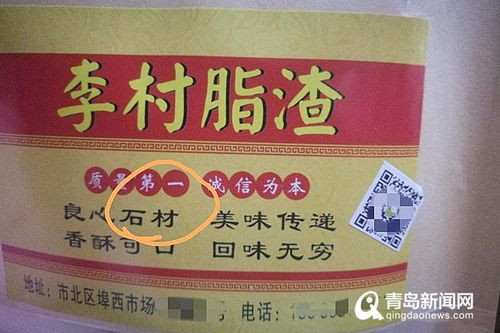 李村脂渣
质量第一 诚信为本
良心石材 美味传递
香酥可口 回味无穷
地址：市北区埠西市场 号 电话：
青岛新闻网
qingdaonews.com